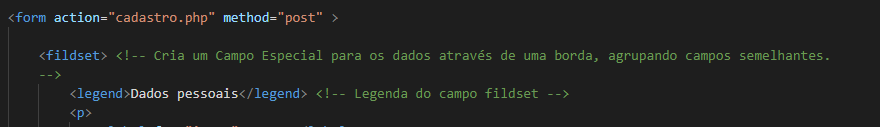 <form action="cadastro.php" method="post" >
<fildset> <!-- Cria um Campo Especial para os dados através de uma borda, agrupando campos semelhantes.
-->
<legend>Dados pessoais</legend> <!-- Legenda do campo fildset -->
<p>